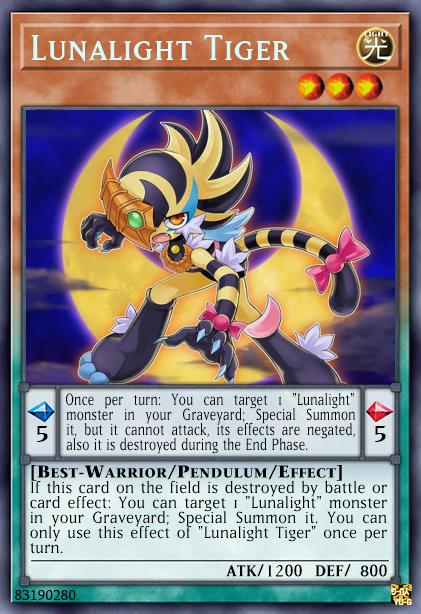 LUNALIGHT TIGER
LIGHT
光
Once per turn: You can target 1 "Lunalight"
monster in your Graveyard; Special Summon
it, but it cannot attack, its effects are negated,
also it is destroyed during the End Phase.
5
5
[BEST-WARRIOR/PENDULUM/EFFECT]
If this card on the field is destroyed by battle or
card effect: You can target 1 "Lunalight" monster
in your Graveyard; Special Summon it. You can
only use this effect of "Lunalight Tiger" once per
turn.
ATK/1200 DEF/ 800
83190280